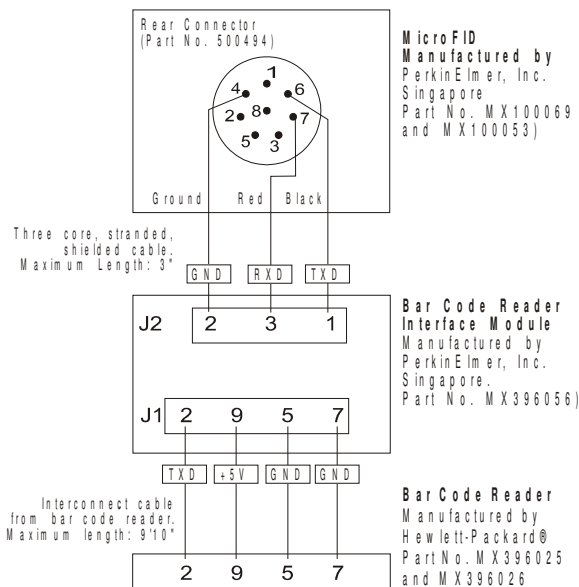 Rear Connector
(Part No. 500494)
1
4 6
2 8 7
5 3
Ground Red Black
MicroFID
Manufactured by
PerkinElmer, Inc.
Singapore
Part No. MX100069
and MX100053)
Three core, stranded,
shielded cable.
Maximum Length: 3"
GND RXD TXD
J2 2 3 1
Bar Code Reader
Interface Module
Manufactured by
PerkinElmer, Inc.
Singapore.
Part No. MX396056)
J1 2 9 5 7
TXD +5V GND GND
Interconnect cable
from bar code reader.
Maximum length: 9'10"
Bar Code Reader
Manufactured by
Hewlett-Packard®
Part No. MX396025
and MX396026
2 9 5 7